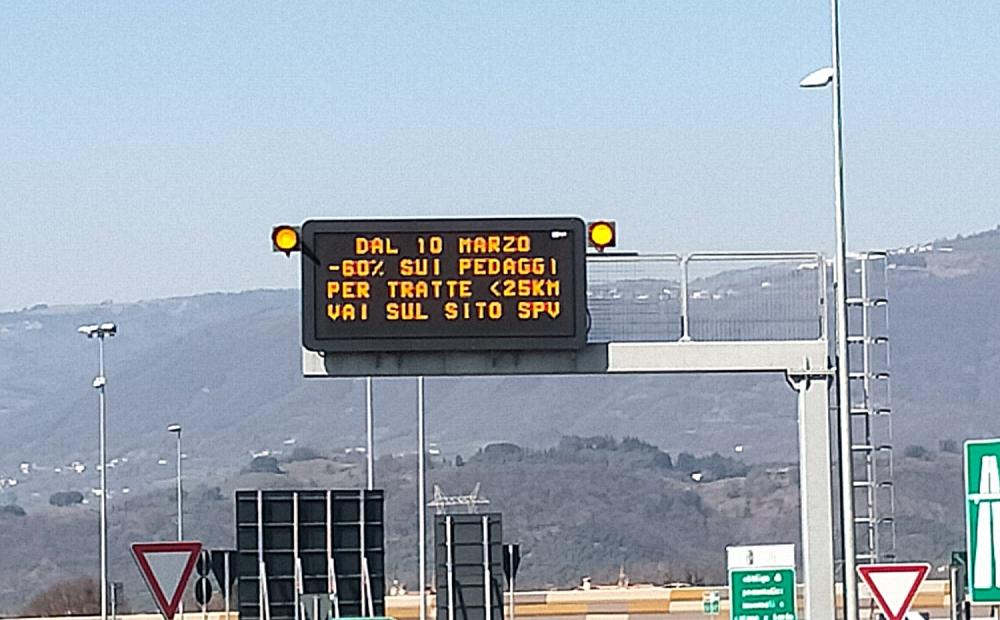 DAL 10 MARZO
-60% SUI PEDAGGI
PER TRATTE <25KM
VAI SUL SITO SPV